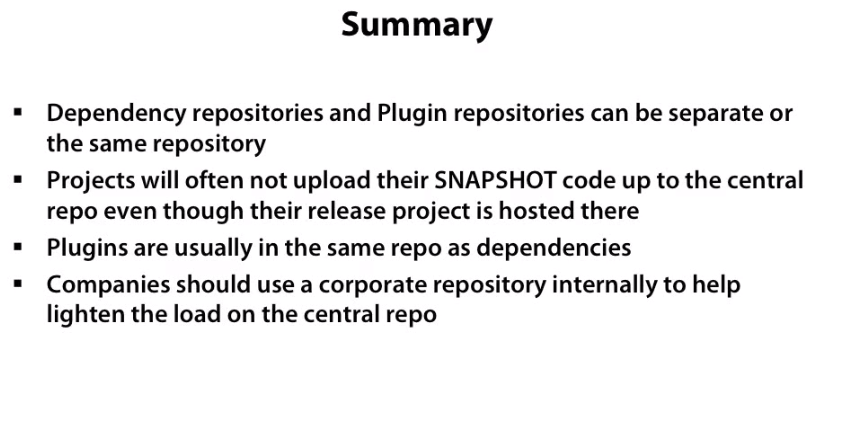 Summary
▪ Dependency repositories and Plugin repositories can be separate or
the same repository
▪ Projects will often not upload their SNAPSHOT code up to the central
repo even though their release project is hosted there
▪ Plugins are usually in the same repo as dependencies
▪ Companies should use a corporate repository internally to help
lighten the load on the central repo